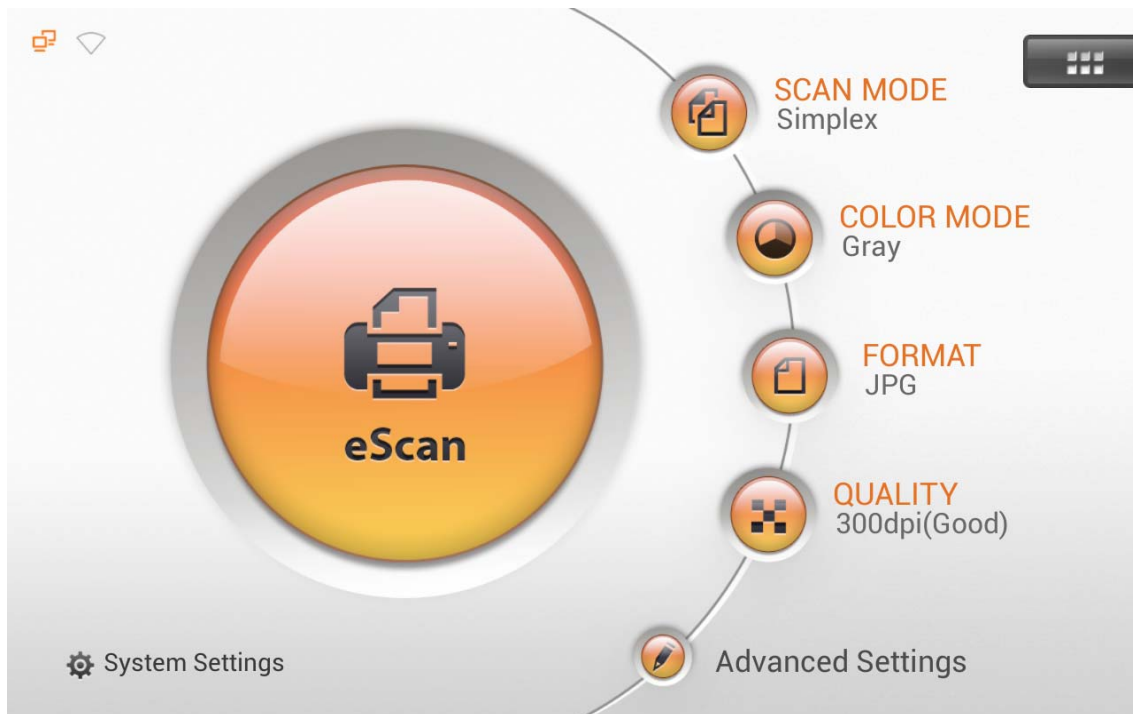 SCAN MODE
Simplex
COLOR MODE
Gray
FORMAT
JPG
QUALITY
300dpi(Good)
eScan
System Settings
Advanced Settings